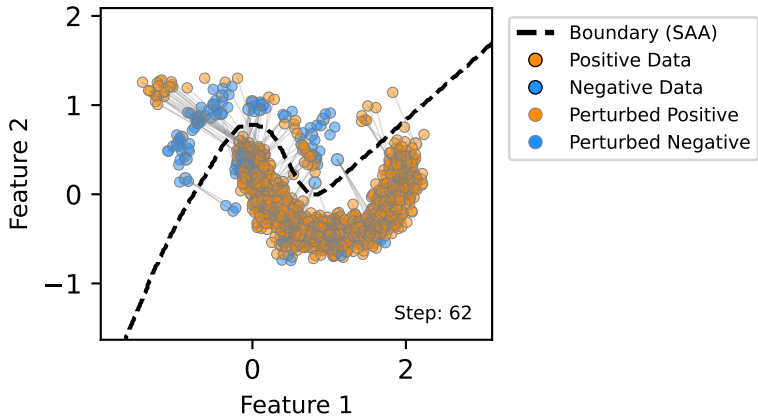 2
1
0
−1
Feature 2
0
2
Feature 1
Step: 62
Boundary (SAA)
Positive Data
Negative Data
Perturbed Positive
Perturbed Negative